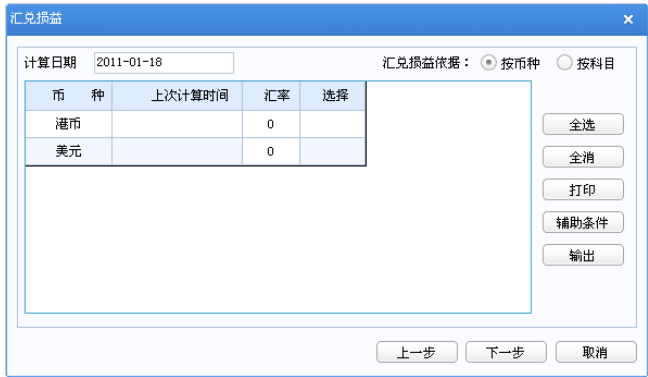 汇兑损益
计算日期 2011-01-18 汇兑损益依据： 按币种 按科目
币 种 上次计算时间 汇率 选择
港币 0
美元 0
全选
全消
打印
辅助条件
输出
上一步 下一步 取消